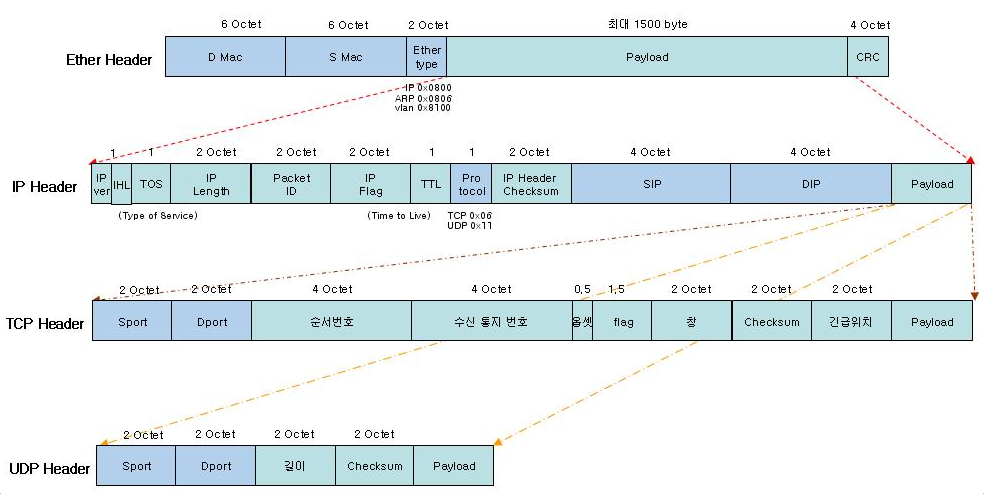 6 Octet 6 Octet 2 Octet 최대 1500 byte 4 Octet
Ether Header D Mac S Mac Ether type Payload CRC
IP 0x0800
ARP 0x0806
vlan 0x8100
1 1 2 Octet 2 Octet 2 Octet 1 1 2 Octet 4 Octet 4 Octet
IP Header IP ver IHL TOS IP Length Packet ID IP Flag TTL Pro tocol IP Header Checksum SIP DIP Payload
(Type of Service) (Time to Live) TCP 0x06
UDP 0x11
2 Octet 2 Octet 4 Octet 4 Octet 0,5 1,5 2 Octet 2 Octet 2 Octet
TCP Header Sport Dport 순서번호 수신 통지 번호 옵셋 flag 창 Checksum 긴급위치 Payload
2 Octet 2 Octet 2 Octet 2 Octet
UDP Header Sport Dport 길이 Checksum Payload